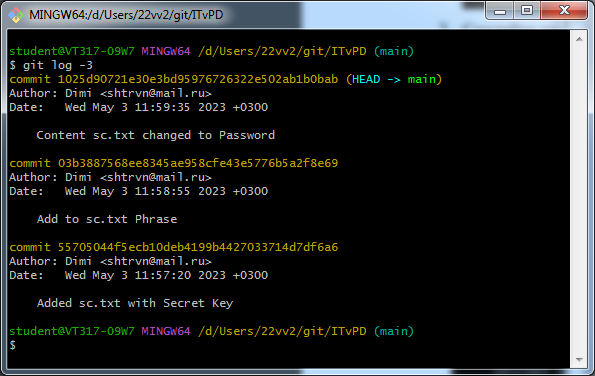 MINGW64:/d/Users/22vv2/git/ITvPD
student@VT317-09W7 MINGW64 /d/Users/22vv2/git/ITvPD (main)
$ git log -3
commit 1025d90721e30e3bd95976726322e502ab1b0bab (HEAD -> main)
Author: Dimi <shtrvn@mail.ru>
Date:   Wed May 3 11:59:35 2023 +0300
    Content sc.txt changed to Password
commit 03b3887568ee8345ae958cfe43e5776b5a2f8e69
Author: Dimi <shtrvn@mail.ru>
Date:   Wed May 3 11:58:55 2023 +0300
    Add to sc.txt Phrase
commit 55705044f5ecb10deb4199b4427033714d7df6a6
Author: Dimi <shtrvn@mail.ru>
Date:   Wed May 3 11:57:20 2023 +0300
    Added sc.txt with Secret Key
student@VT317-09W7 MINGW64 /d/Users/22vv2/git/ITvPD (main)
$